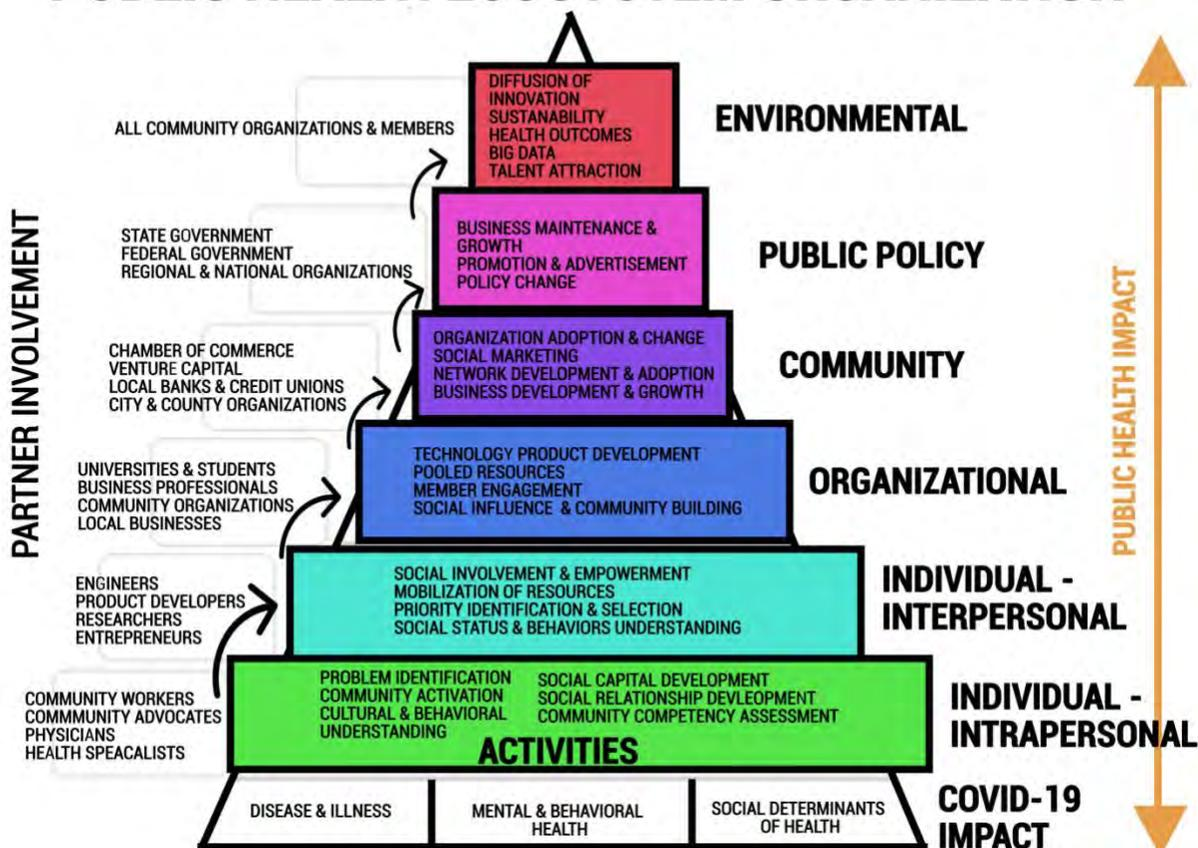 PUBLIC HEALTH ECOSYSTEM ORGANIZATION
DIFFUSION OF
INNOVATION
SUSTANABILITY
HEALTH OUTCOMES
BIG DATA
TALENT ATTRACTION
ENVIRONMENTAL
ALL COMMUNITY ORGANIZATIONS & MEMBERS
BUSINESS MAINTENANCE &
GROWTH
PROMOTION & ADVERTISEMENT
POLICY CHANGE
PUBLIC POLICY
STATE GOVERNMENT
FEDERAL GOVERNMENT
REGIONAL & NATIONAL ORGANIZATIONS
ORGANIZATION ADOPTION & CHANGE
SOCIAL MARKETING
NETWORK DEVELOPMENT & ADOPTION
BUSINESS DEVELOPMENT & GROWTH
COMMUNITY
CHAMBER OF COMMERCE
VENTURE CAPITAL
LOCAL BANKS & CREDIT UNIONS
CITY & COUNTY ORGANIZATIONS
TECHNOLOGY PRODUCT DEVELOPMENT
POOLED RESOURCES
MEMBER ENGAGEMENT
SOCIAL INFLUENCE & COMMUNITY BUILDING
ORGANIZATIONAL
UNIVERSITIES & STUDENTS
BUSINESS PROFESSIONALS
COMMUNITY ORGANIZATIONS
LOCAL BUSINESSES
SOCIAL INVOLVEMENT & EMPOWERMENT
MOBILIZATION OF RESOURCES
PRIORITY IDENTIFICATION & SELECTION
SOCIAL STATUS & BEHAVIORS UNDERSTANDING
INDIVIDUAL -
INTERPERSONAL
ENGINEERS
PRODUCT DEVELOPERS
RESEARCHERS
ENTREPRENEURS
PROBLEM IDENTIFICATION
COMMUNITY ACTIVATION
CULTURAL & BEHAVIORAL
UNDERSTANDING
SOCIAL CAPITAL DEVELOPMENT
SOCIAL RELATIONSHIP DEVLEOPMENT
COMMUNITY COMPETENCY ASSESSMENT
ACTIVITIES
INDIVIDUAL -
INTRAPERSONAL
COMMUNITY WORKERS
COMMMUNITY ADVOCATES
PHYSICIANS
HEALTH SPEACALISTS
DISEASE & ILLNESS
MENTAL & BEHAVIORAL
HEALTH
SOCIAL DETERMINANTS
OF HEALTH
COVID-19
IMPACT
PARTNER INVOLVEMENT
PUBLIC HEALTH IMPACT